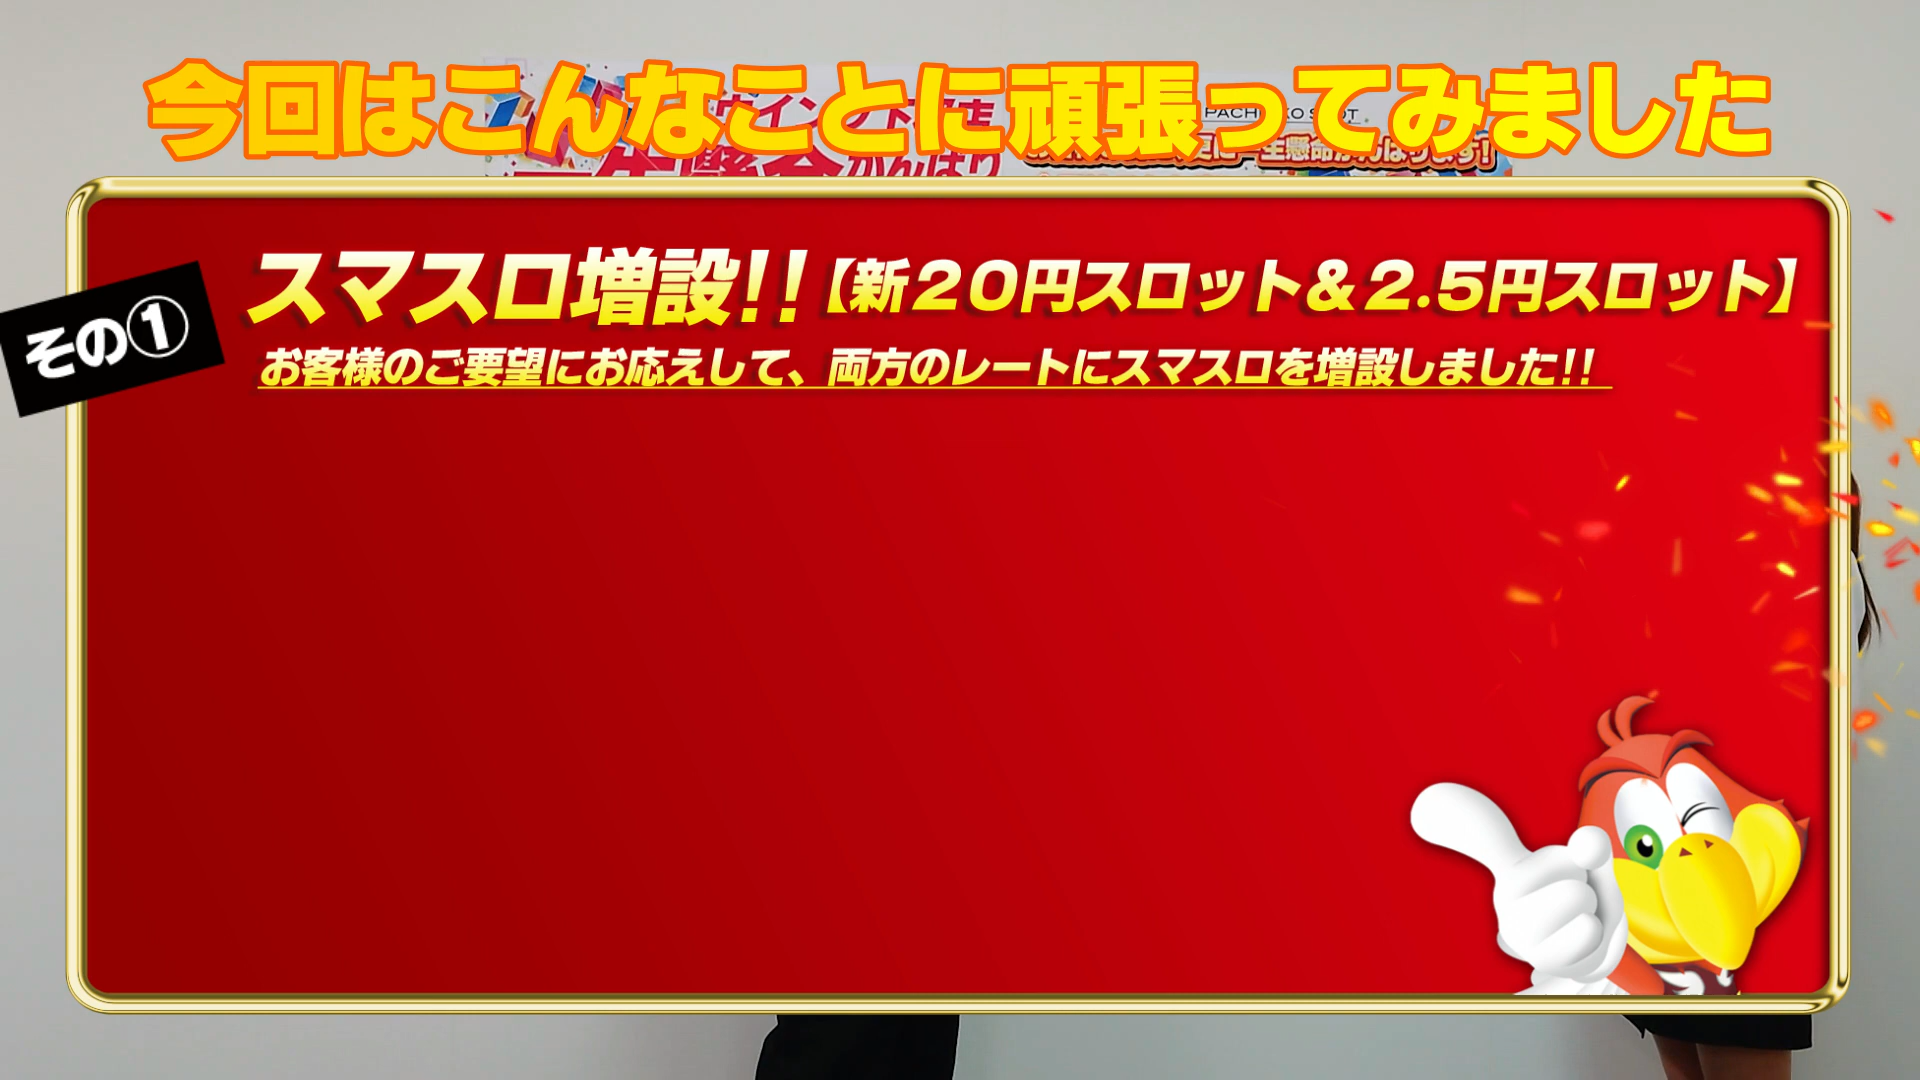 今回はこんなことに頑張ってみました
その①
スマスロ増設!!【新20円スロット&2.5円スロット】
お客様のご要望にお応えして、両方のレートにスマスロを増設しました!!